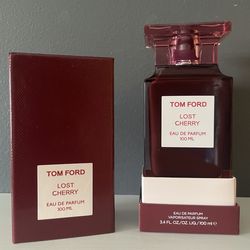 TOM FORD
LOST
CHERRY
EAU DE PARFUM
100 ML
TOM FORD
LOST
CHERRY
EAU DE PARFUM
100 ML
EAU DE PARFUM
VAPORISATEUR SPRAY
3.4 FL.OZ./OZ. LIQ./100 ml ℮